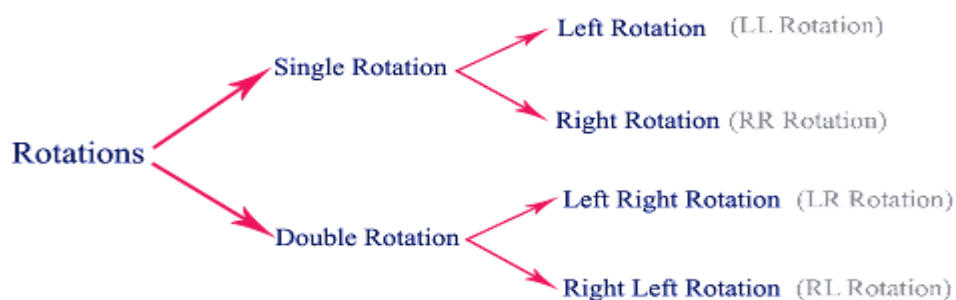 Left Rotation (LL Rotation)
Single Rotation
Right Rotation (RR Rotation)
Rotations
Left Right Rotation (LR Rotation)
Double Rotation
Right Left Rotation (RL Rotation)